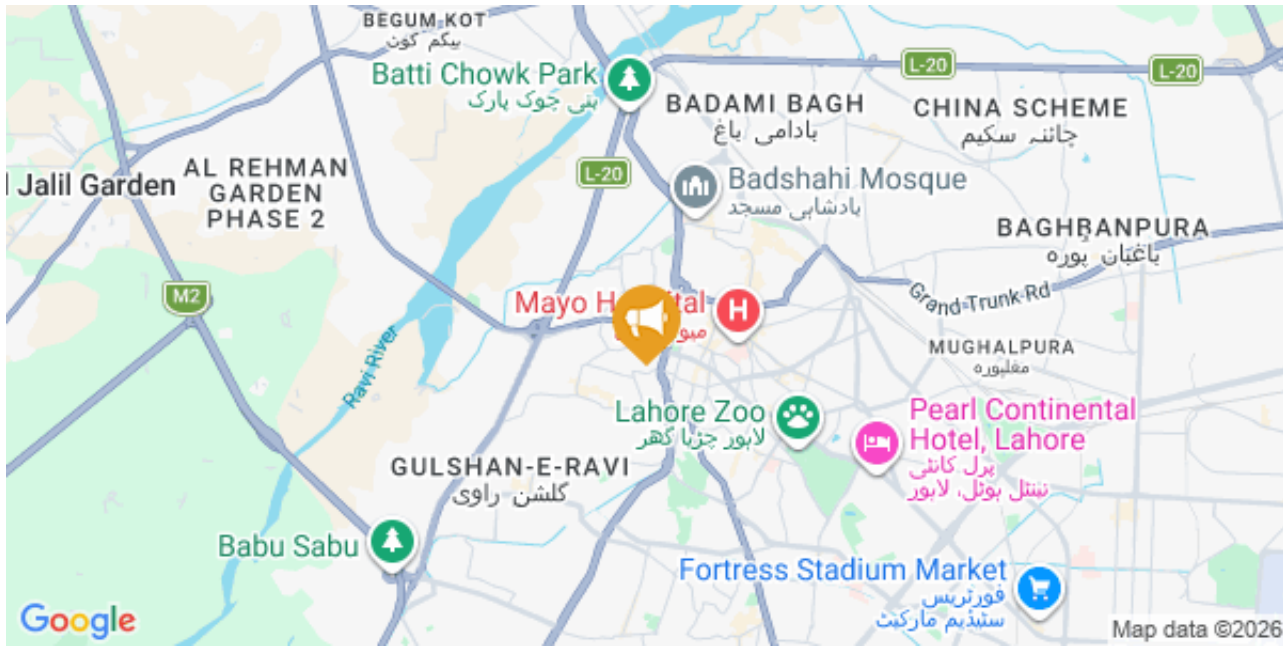 BEGUM KOT
بیگم کوٹ
Batti Chowk Park
بتی چوک پارک
L-20
L-20
BADAMI BAGH
بادامی باغ
CHINA SCHEME
چائنہ سکیم
Jalil Garden
AL REHMAN
GARDEN
PHASE 2
L-20
Badshahi Mosque
بادشاہی مسجد
BAGHBANPURA
باغبان پورہ
M2
Mayo
Grand Trunk Rd
Ravi River
MUGHALPURA
مغلپورہ
Lahore Zoo
لاہور چڑیا گھر
Pearl Continental
Hotel, Lahore
پرل کانٹی
نینٹل ہوٹل، لاہور
GULSHAN-E-RAVI
گلشن راوی
Babu Sabu
Fortress Stadium Market
فورٹریس
سٹیڈیم مارکیٹ
Google
Map data ©2026